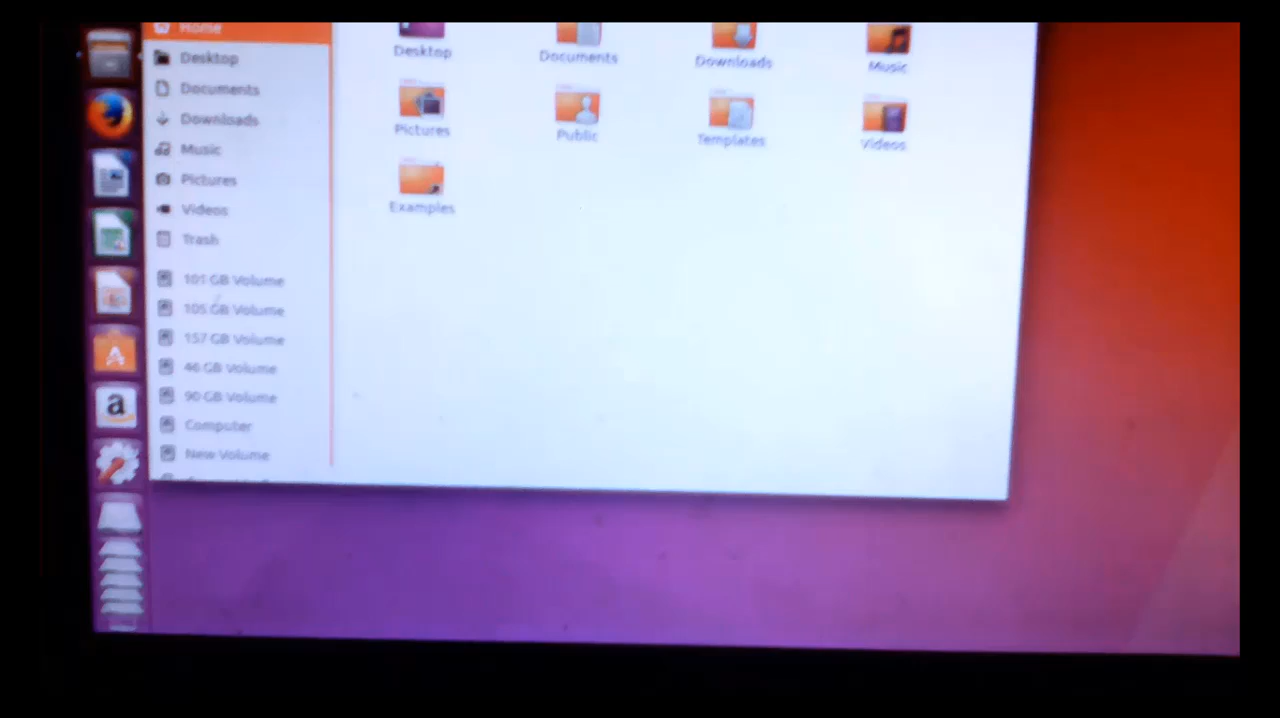 Home
Desktop
Documents
Downloads
Music
Pictures
Videos
Trash
101 GB Volume
105 GB Volume
157 GB Volume
46 GB Volume
90 GB Volume
Computer
New Volume
Desktop Documents Downloads Music
Pictures Public Templates Videos
Examples
a